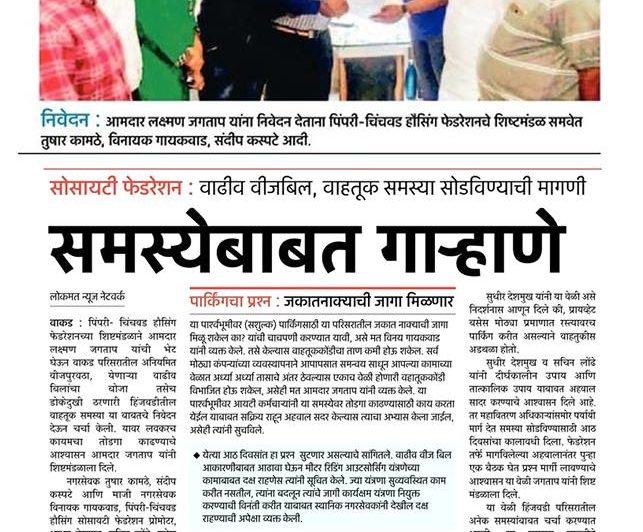 निवेदन : आमदार लक्ष्मण जगताप यांना निवेदन देताना पिंपरी-चिंचवड हौसिंग फेडरेशनचे शिष्टमंडळ समवेत
तुषार कामठे, विनायक गायकवाड, संदीप कस्पटे आदी.
सोसायटी फेडरेशन : वाढीव वीजबिल, वाहतूक समस्या सोडविण्याची मागणी
समस्येबाबत गाऱ्हाणे
लोकमत न्यूज नेटवर्क
वाकड : पिंपरी- चिंचवड हौसिंग
फेडरेशनच्या शिष्टमंडळाने आमदार
लक्ष्मण जगताप यांची भेट
घेऊन वाकड परिसरातील अनियमित
वीजपुरवठा, येणाऱ्या वाढीव
विलांचा बोजा तसेच
डोकेदुखी ठरणारी हिंजवडीतील
वाहतूक समस्या या बाबतचे निवेदन
देऊन चर्चा केली. यावर लवकरच
कायमचा तोडगा काढण्याचे
आश्वासन आमदार जगताप यांनी
शिष्टमंडळाला दिले.
नगरसेवक तुषार कामठे, संदीप
कस्पटे आणि माजी नगरसेवक
विनायक गायकवाड, पिंपरी-चिंचवड
हौसिंग सोसायटी फेडरेशन प्रोमोटर,
पार्किंगचा प्रश्न : जकातनाक्याची जागा मिळणार
या पार्श्वभूमीवर (सशुल्क) पार्किंगसाठी या परिसरातील जकात नाक्याची जागा
मिळू शकेल का? यांची चाचपणी करण्यात यावी, असे मत विनय गायकवाड
यांनी व्यक्त केले. तसे केल्यास वाहतूककोंडीचा ताण कमी होऊ शकतो. सर्व
मोठ्या कंपन्यांच्या व्यवस्थापनाने आपापसात समन्वय साधून आपल्या कामाच्या
वेळात अर्ध्या अर्ध्या तासाचे अंतर ठेवल्यास एकाच वेळी होणारी वहातूककोंडी
विभाजित होऊ शकेल, असेही मत आमदार जगताप यांनी व्यक्त केले. या
पार्श्वभूमीवर आयटी कर्मचाऱ्यांनी या समस्येवर तोडगा काढण्यासाठी काय करता
येईल याबाबत सक्रिय राहून अहवाल सदर केल्यास त्याचा अभ्यास केला जाईल,
असेही त्यांनी सुचविले.
◆ येत्या आठ दिवसांत हा प्रश्न सुटणार असल्याचे सांगितले. वाढीव वीज बिल
आकारणीबाबत आठावा घेऊन मीटर रिडिंग आउटसोर्सिंग यंत्रणेच्या
कामाबाबत दक्ष राहणेस त्यांनी सूचित केले. ज्या यंत्रणा सुव्यवस्थित काम
करीत नसतील, त्यांना बदलून त्यांचे जागी कार्यक्षम यंत्रणा नियुक्त
करण्याची विनंती करीत याबाबत स्थानिक नगरसेवकांनी देखील दक्ष
राहण्याची अपेक्षा व्यक्त केली.
सुधीर देशमुख यांनी या वेळी असे
निदर्शनास आणून दिले की, प्रायव्हेट
बसेस मोठ्या प्रमाणात रस्त्यावरच
पार्किंग करीत असल्याने वाहतुकीस
अडथळा होतो.
सुधीर देशमुख व सचिन लोंढे
यांनी दीर्घकालीन उपाय आणि
तात्कालिक उपाय याबाबत अहवाल
सादर करण्याचे आश्वासन दिले आहे.
तर महावितरण अधिकाऱ्यांसमोर पर्यायी
मार्ग देत समस्या सोडविण्यासाठी आठ
दिवसांचा कालावधी दिला. फेडरेशन
तर्फे मागविलेल्या अहवालानंतर पुन्हा
एक बैठक घेत प्रश्न मार्गी लावण्याचे
आश्वासन या वेळी जगताप यांनी शिष्ट
मंडळाला दिले.
या वेळी हिंजवडी परिसरातील
अनेक समस्यांबाबत चर्चा करण्यात